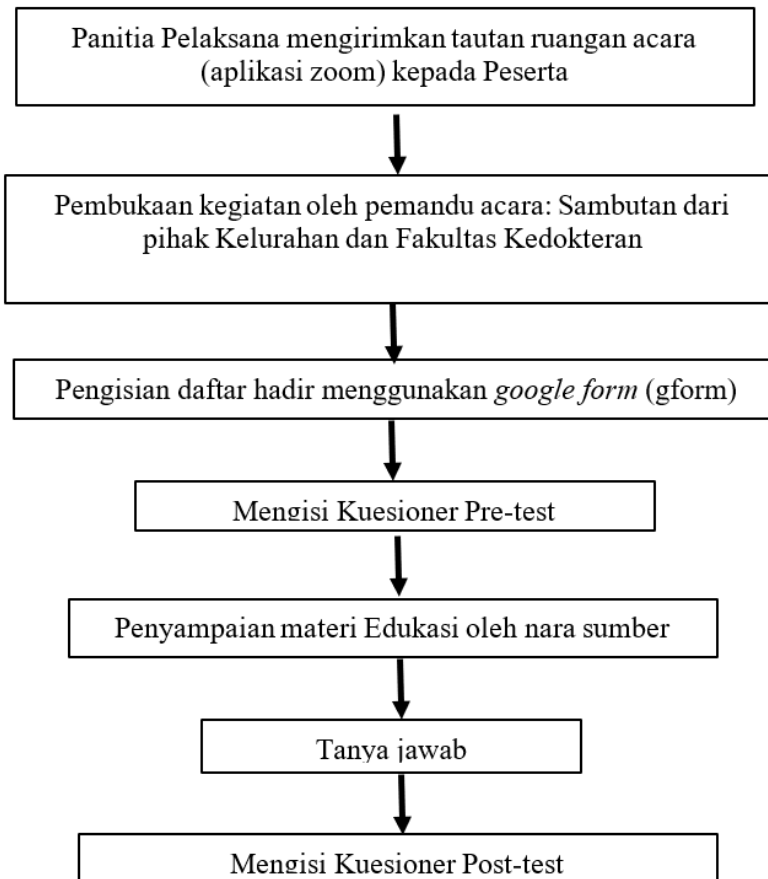 Panitia Pelaksana mengirimkan tautan ruangan acara
(aplikasi zoom) kepada Peserta
Pembukaan kegiatan oleh pemandu acara: Sambutan dari
pihak Kelurahan dan Fakultas Kedokteran
Pengisian daftar hadir menggunakan google form (gform)
Mengisi Kuesioner Pre-test
Penyampaian materi Edukasi oleh nara sumber
Tanya jawab
Mengisi Kuesioner Post-test